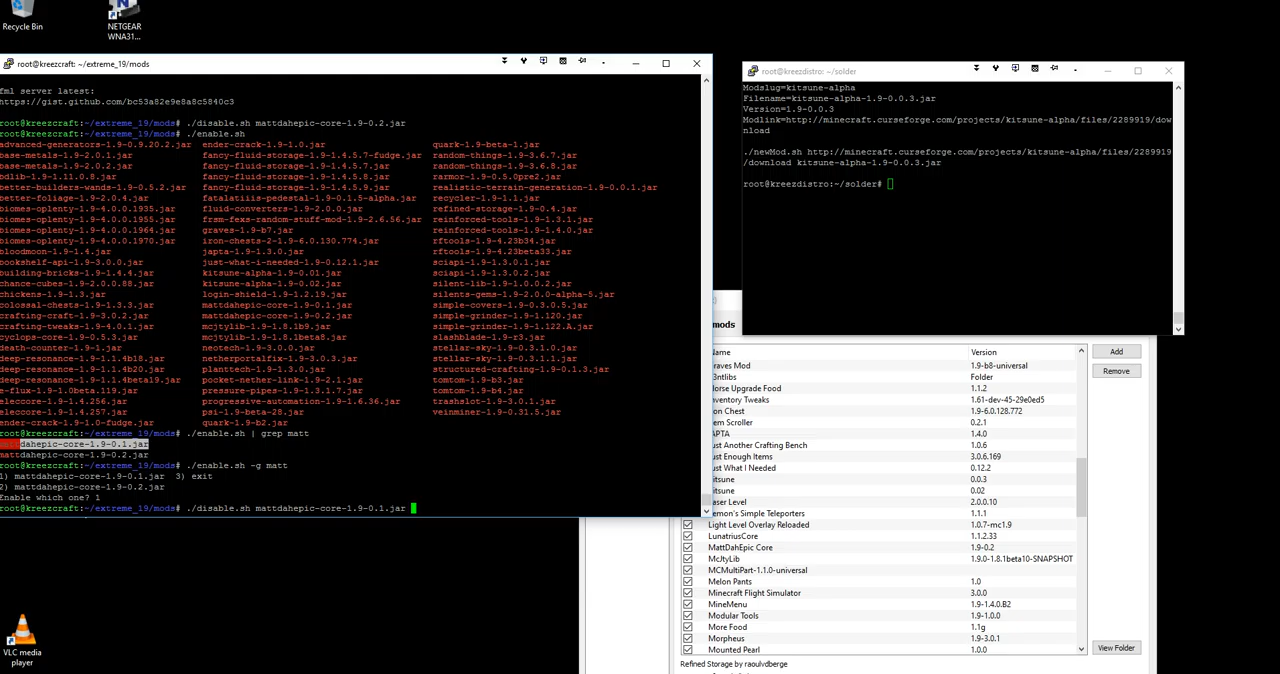 Recycle Bin
NETGEAR
WNA31...
root@kreezcraft: ~/extreme_19/mods
fml server latest:
https://gist.github.com/bc53a82e9e8a8c5840c3
root@kreezcraft:~/extreme_19/mods# ./disable.sh mattdahepic-core-1.9-0.2.jar
root@kreezcraft:~/extreme_19/mods# ./enable.sh
advanced-generators-1.9-0.9.20.2.jar ender-crack-1.9-1.0.jar quark-1.9-beta-1.jar
base-metals-1.9-2.0.1.jar fancy-fluid-storage-1.9-1.4.5.7-fudge.jar random-things-1.9-3.6.7.jar
base-metals-1.9-2.0.2.jar fancy-fluid-storage-1.9-1.4.5.7.jar random-things-1.9-3.6.8.jar
bdlib-1.9-1.11.0.8.jar fancy-fluid-storage-1.9-1.4.5.8.jar rarmor-1.9-0.5.0pre2.jar
better-builders-wands-1.9-0.5.2.jar fancy-fluid-storage-1.9-1.4.5.9.jar realistic-terrain-generation-1.9-0.0.1.jar
better-foliage-1.9-2.0.4.jar fatalatiiis-pedestal-1.9-0.1.5-alpha.jar recycler-1.9-1.1.jar
biomes-oplenty-1.9-4.0.0.1935.jar fluid-converters-1.9-2.0.0.jar refined-storage-1.9-0.4.jar
biomes-oplenty-1.9-4.0.0.1955.jar frsm-fexs-random-stuff-mod-1.9-2.6.56.jar reinforced-tools-1.9-1.3.1.jar
biomes-oplenty-1.9-4.0.0.1964.jar graves-1.9-b7.jar reinforced-tools-1.9-1.4.0.jar
biomes-oplenty-1.9-4.0.0.1970.jar iron-chests-2-1.9-6.0.130.774.jar rftools-1.9-4.23b34.jar
bloodmoon-1.9-1.4.jar japta-1.9-1.3.0.jar rftools-1.9-4.23beta33.jar
bookshelf-api-1.9-3.0.0.jar just-what-i-needed-1.9-0.12.1.jar sciapi-1.9-1.3.0.1.jar
building-bricks-1.9-1.4.jar kitsune-alpha-1.9-0.01.jar sciapi-1.9-1.3.0.2.jar
chance-cubes-1.9-2.0.0.88.jar kitsune-alpha-1.9-0.02.jar silent-lib-1.9-1.0.0.2.jar
chickens-1.9-1.3.jar login-shield-1.9-1.2.19.jar silents-gems-1.9-2.0.0-alpha-5.jar
colossal-chests-1.9-1.3.3.jar mattdahepic-core-1.9-0.1.jar simple-covers-1.9-0.3.0.5.jar
crafting-craft-1.9-3.0.2.jar mattdahepic-core-1.9-0.2.jar simple-grinder-1.9-1.120.jar
crafting-tweaks-1.9-4.0.1.jar mcjtylib-1.9-1.8.1b9.jar simple-grinder-1.9-1.122.A.jar
cyclops-core-1.9-0.5.3.jar mcjtylib-1.9-1.8.1beta8.jar slashblade-1.9-r3.jar
death-counter-1.9-1.jar neotech-1.9-3.0.0.jar stellar-sky-1.9-0.3.1.0.jar
deep-resonance-1.9-1.1.4b18.jar netherportalfix-1.9-3.0.3.jar stellar-sky-1.9-0.3.1.1.jar
deep-resonance-1.9-1.1.4b20.jar planttech-1.9-1.3.0.jar structured-crafting-1.9-0.1.3.jar
deep-resonance-1.9-1.1.4beta19.jar pocket-nether-link-1.9-2.1.jar tomtom-1.9-b3.jar
e-flux-1.9-1.0beta.119.jar pressure-pipes-1.9-1.3.1.7.jar tomtom-1.9-b4.jar
eleccore-1.9-1.4.256.jar progressive-automation-1.9-1.6.36.jar trashslot-1.9-3.0.1.jar
eleccore-1.9-1.4.257.jar psi-1.9-beta-28.jar veinminer-1.9-0.31.5.jar
ender-crack-1.9-1.0-fudge.jar quark-1.9-b2.jar
root@kreezcraft:~/extreme_19/mods# ./enable.sh | grep matt
mattdahepic-core-1.9-0.1.jar
mattdahepic-core-1.9-0.2.jar
root@kreezcraft:~/extreme_19/mods# ./enable.sh -g matt
1) mattdahepic-core-1.9-0.1.jar 3) exit
2) mattdahepic-core-1.9-0.2.jar
Enable which one? 1
root@kreezcraft:~/extreme_19/mods# ./disable.sh mattdahepic-core-1.9-0.1.jar
root@kreezdistro: ~/solder
Modslug=kitsune-alpha
Filename=kitsune-alpha-1.9-0.0.3.jar
Version=1.9-0.0.3
Modlink=http://minecraft.curseforge.com/projects/kitsune-alpha/files/2289919/dow
nload
./newMod.sh http://minecraft.curseforge.com/projects/kitsune-alpha/files/2289919
/download kitsune-alpha-1.9-0.0.3.jar
root@kreezdistro:~/solder#
mods
Name Version
Graves Mod 1.9-b8-universal
libs Folder
Horse Upgrade Food 1.1.2
Inventory Tweaks 1.61-dev-45-29e0ed5
Iron Chest 1.9-6.0.128.772
Item Scroller 0.2.1
JAPTA 1.4.0
Just Another Crafting Bench 1.0.6
Just Enough Items 3.0.6.169
Just What I Needed 0.12.2
Kitsune 0.0.3
Kitsune 0.02
Laser Level 2.0.0.10
Lemon's Simple Teleporters 1.1.1
Light Level Overlay Reloaded 1.0.7-mc1.9
LunatriusCore 1.1.2.33
MattDahEpic Core 1.9-0.2
McJtyLib 1.9.0-1.8.1beta10-SNAPSHOT
MCMultiPart-1.1.0-universal
Melon Pants 1.0
Minecraft Flight Simulator 3.0.0
MineMenu 1.9-1.4.0.B2
Modular Tools 1.9-1.0.0
More Food 1.1g
Morpheus 1.9-3.0.1
Mounted Pearl 1.0.0
Add
Remove
View Folder
Refined Storage by raoulvdberge
VLC media
player